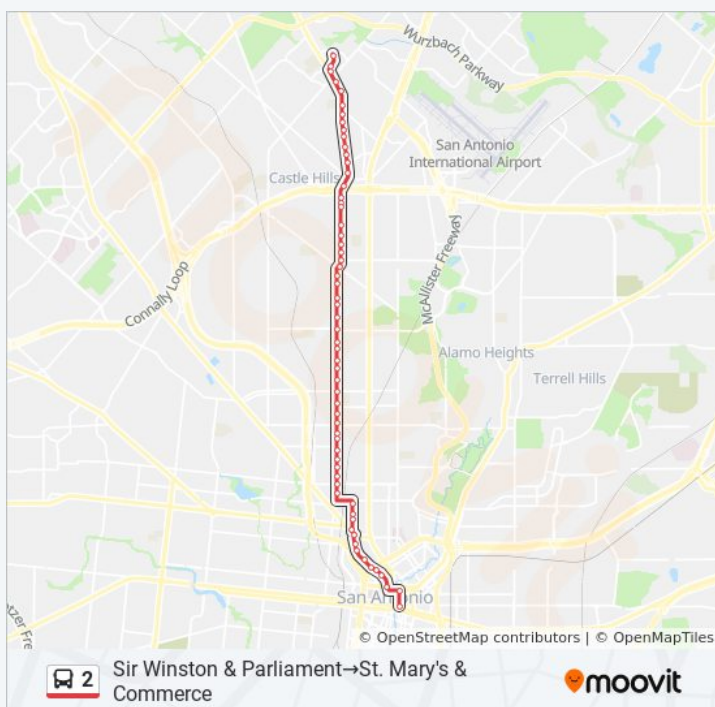 Wurzbach Parkway
San Antonio
International Airport
Castle Hills
McAllister Freeway
Connally Loop
Alamo Heights
Terrell Hills
San Antonio
© OpenStreetMap contributors | © OpenMapTiles
2
Sir Winston & Parliament→St. Mary's &
Commerce
moovit